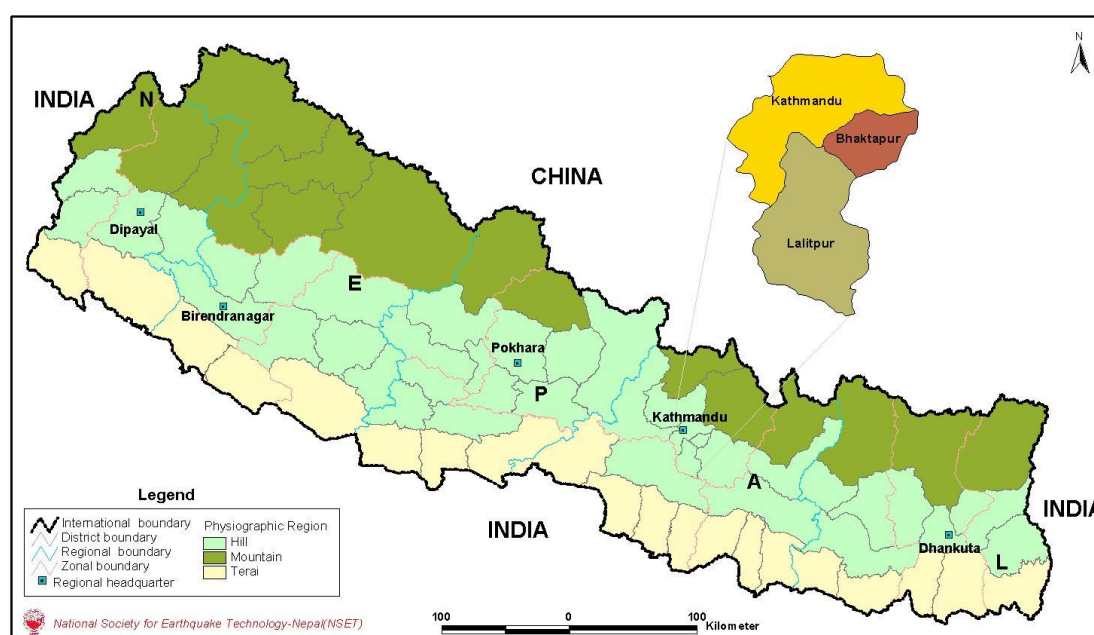 N
INDIA
N
Kathmandu
Bhaktapur
CHINA
Lalitpur
Dipayal
E
Birendranagar
Pokhara
P
Kathmandu
A
INDIA
INDIA
Dhankuta
L
Legend
International boundary
District boundary
Regional boundary
Zonal boundary
Regional headquarter
Physiographic Region
Hill
Mountain
Terai
National Society for Earthquake Technology-Nepal(NSET)
100 0 100
Kilometer